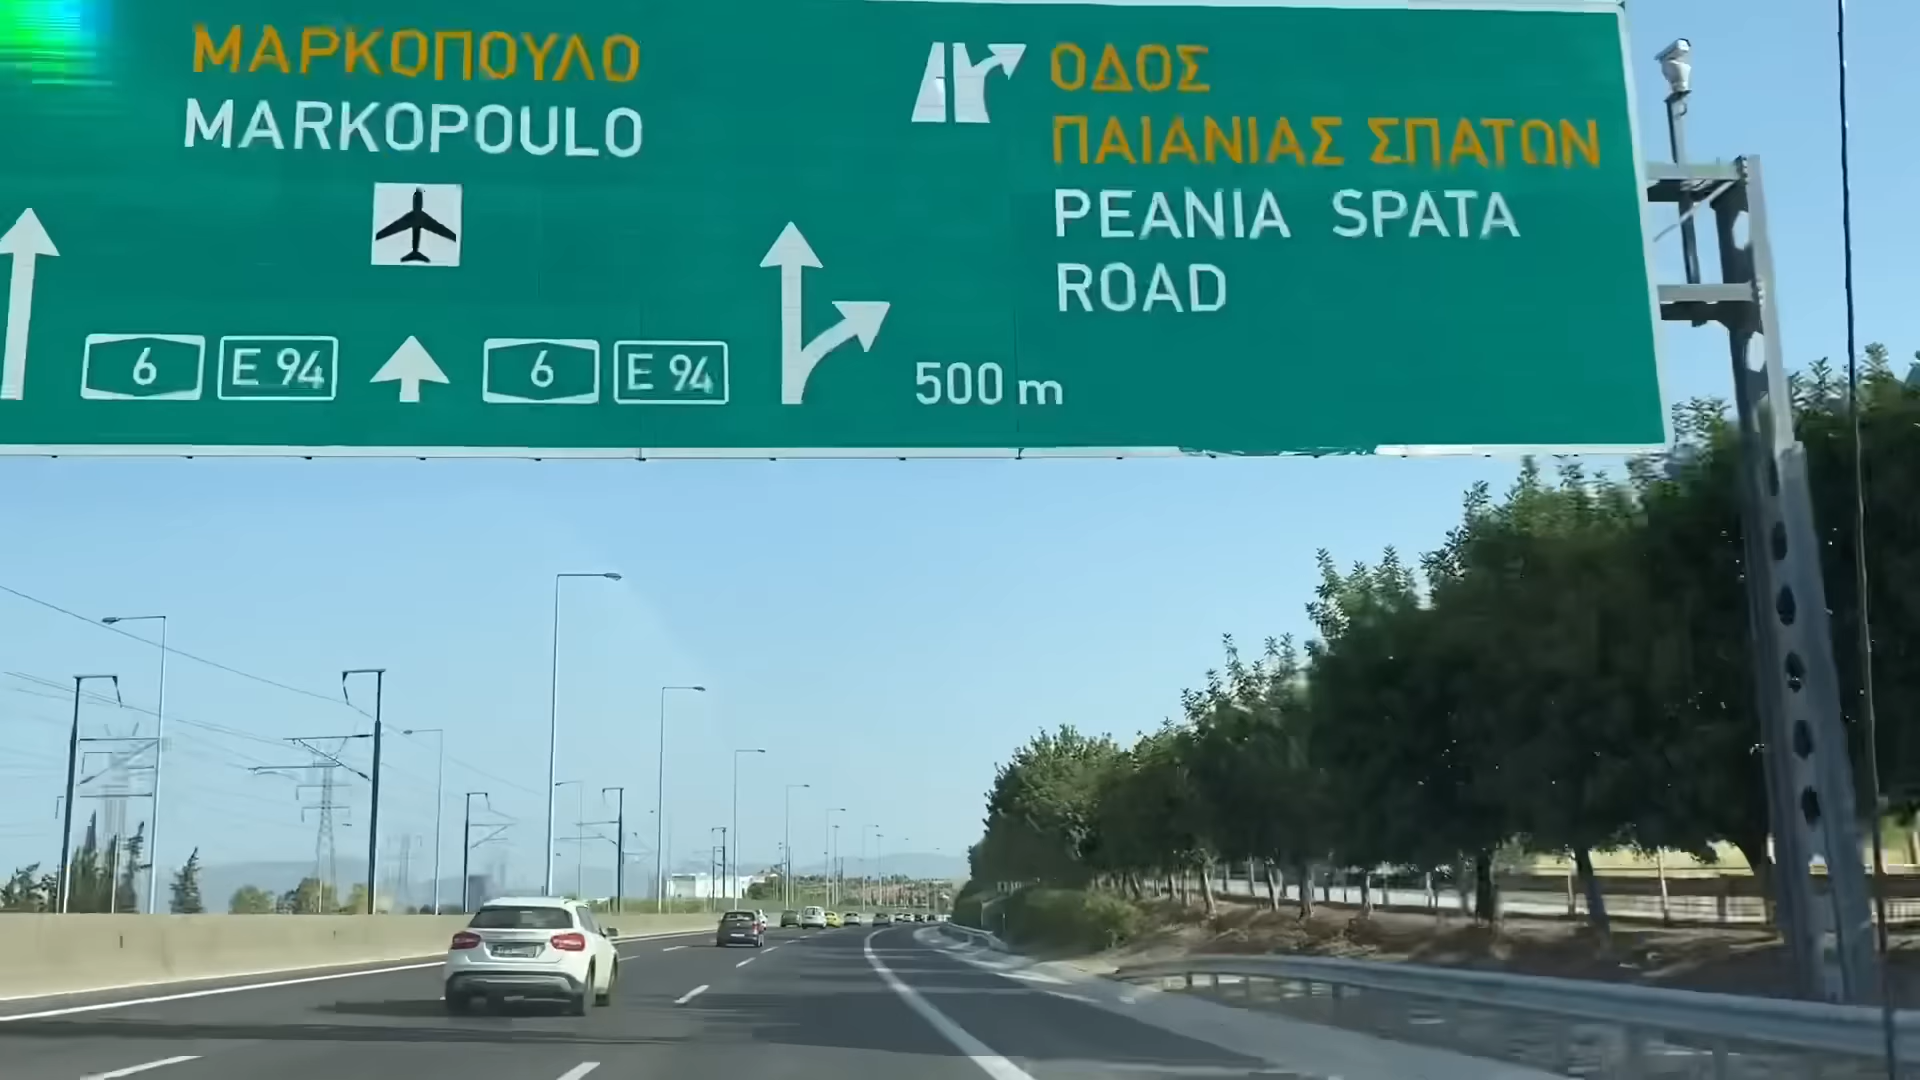 ΜΑΡΚΟΠΟΥΛΟ
MARKOPOULO
6 E 94
6 E 94
ΟΔΟΣ
ΠΑΙΑΝΙΑΣ ΣΠΑΤΩΝ
PEANIA SPATA
ROAD
500 m